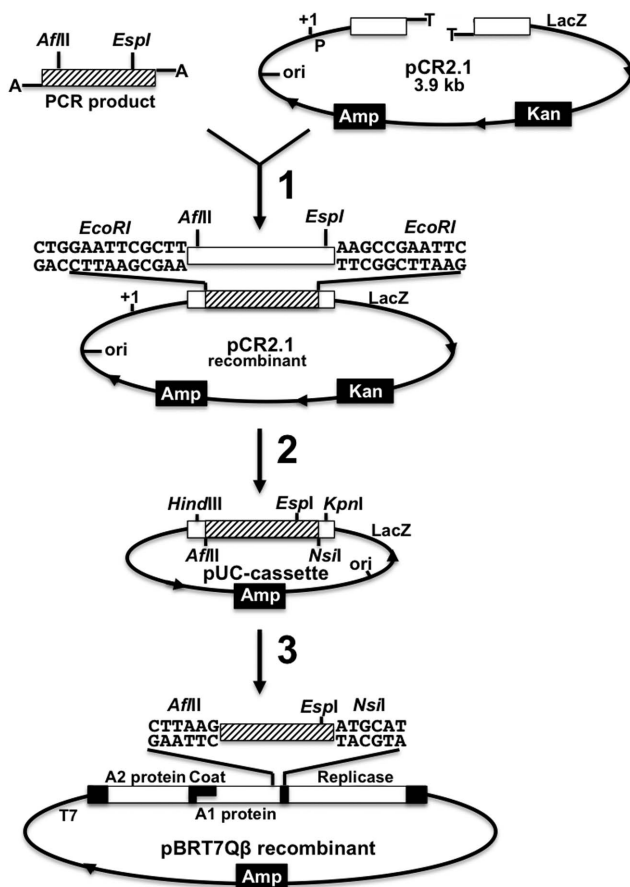 AflII EspI
A A
PCR product
+1
P
T
T
LacZ
ori
pCR2.1
3.9 kb
Amp
Kan
1
EcoRI AflII EspI EcoRI
CTGGAATTCGCTT AAGCCGAATTC
GACCTTAAGCGAA TTCGGCTTAAG
+1
LacZ
ori
pCR2.1
recombinant
Amp
Kan
2
HindIII EspI KpnI
LacZ
AflII NsiI
ori
pUC-cassette
Amp
3
AflII EspI NsiI
CTTAAG ATGCAT
GAATTC TACGTA
A2 protein Coat Replicase
T7 A1 protein
pBRT7Qβ recombinant
Amp